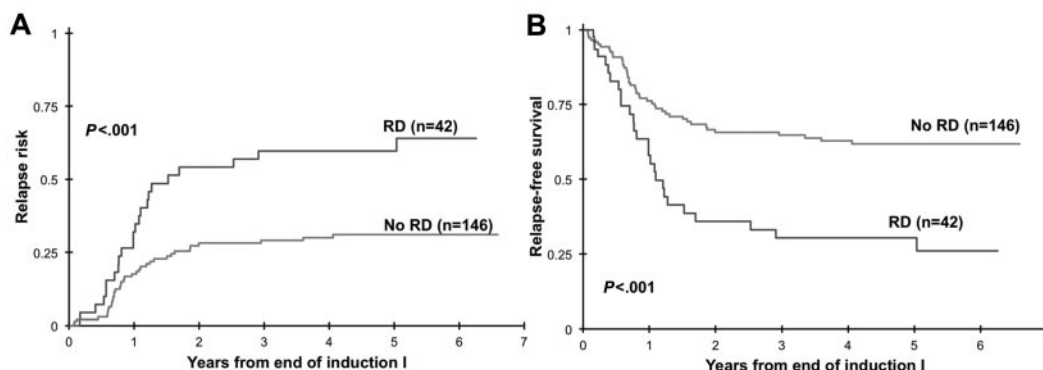 A
1
0.75
0.5
0.25
0
Relapse risk
P<.001
RD (n=42)
No RD (n=146)
0 1 2 3 4 5 6 7
Years from end of induction I
B
1
0.75
0.5
0.25
0
Relapse-free survival
No RD (n=146)
RD (n=42)
P<.001
0 1 2 3 4 5 6
Years from end of induction I